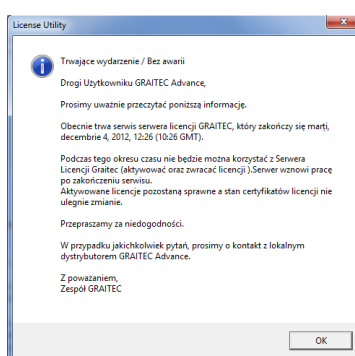 License Utility
Trwające wydarzenie / Bez awarii
Drogi Użytkowniku GRAITEC Advance,
Prosimy uważnie przeczytać poniższą informację.
Obecnie trwa serwis serwera licencji GRAITEC, który zakończy się marți,
decembrie 4, 2012, 12:26 (10:26 GMT).
Podczas tego okresu czasu nie będzie można korzystać z Serwera
Licencji Graitec (aktywować oraz zwracać licencji ).Serwer wznowi pracę
po zakończeniu serwisu.
Aktywowane licencje pozostaną sprawne a stan certyfikatów licencji nie
ulegnie zmianie.
Przepraszamy za niedogodności.
W przypadku jakichkolwiek pytań, prosimy o kontakt z lokalnym
dystrybutorem GRAITEC Advance.
Z poważaniem,
Zespół GRAITEC
OK